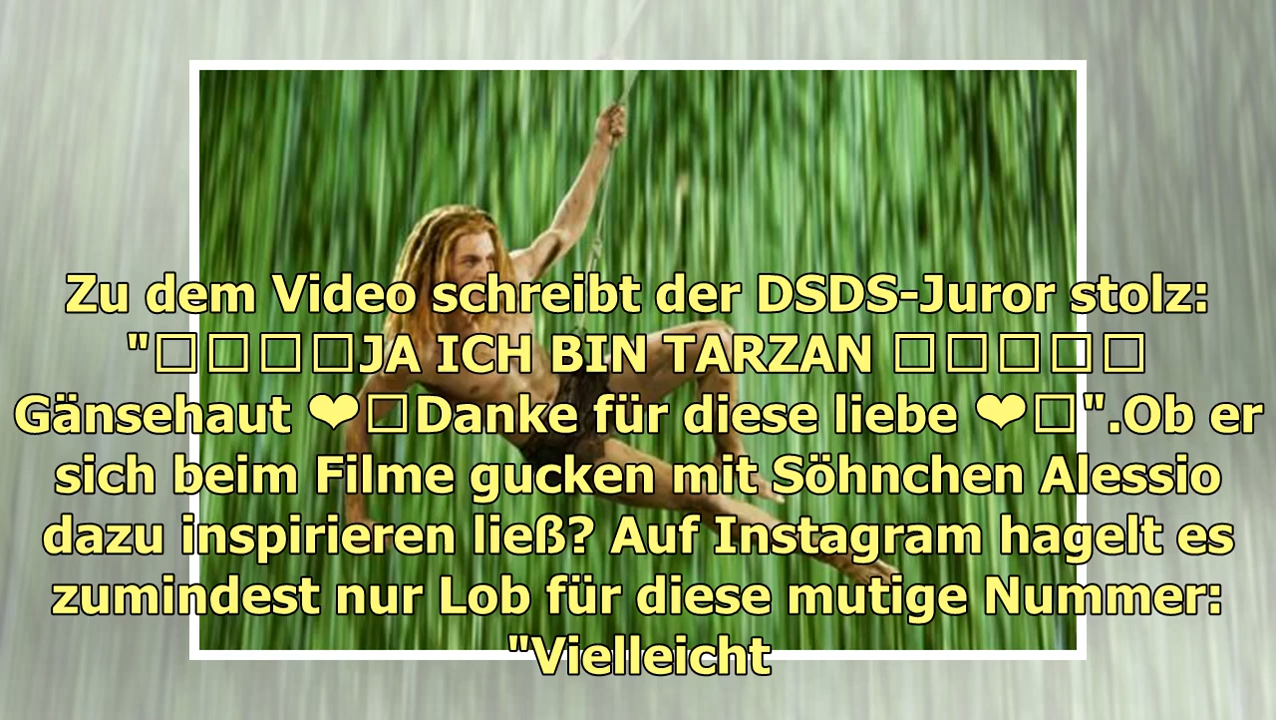 Zu dem Video schreibt der DSDS-Juror stolz:
"□□□□JA ICH BIN TARZAN □□□□□
Gänsehaut ❤□Danke für diese liebe ❤□".Ob er
sich beim Filme gucken mit Söhnchen Alessio
dazu inspirieren ließ? Auf Instagram hagelt es
zumindest nur Lob für diese mutige Nummer:
"Vielleicht